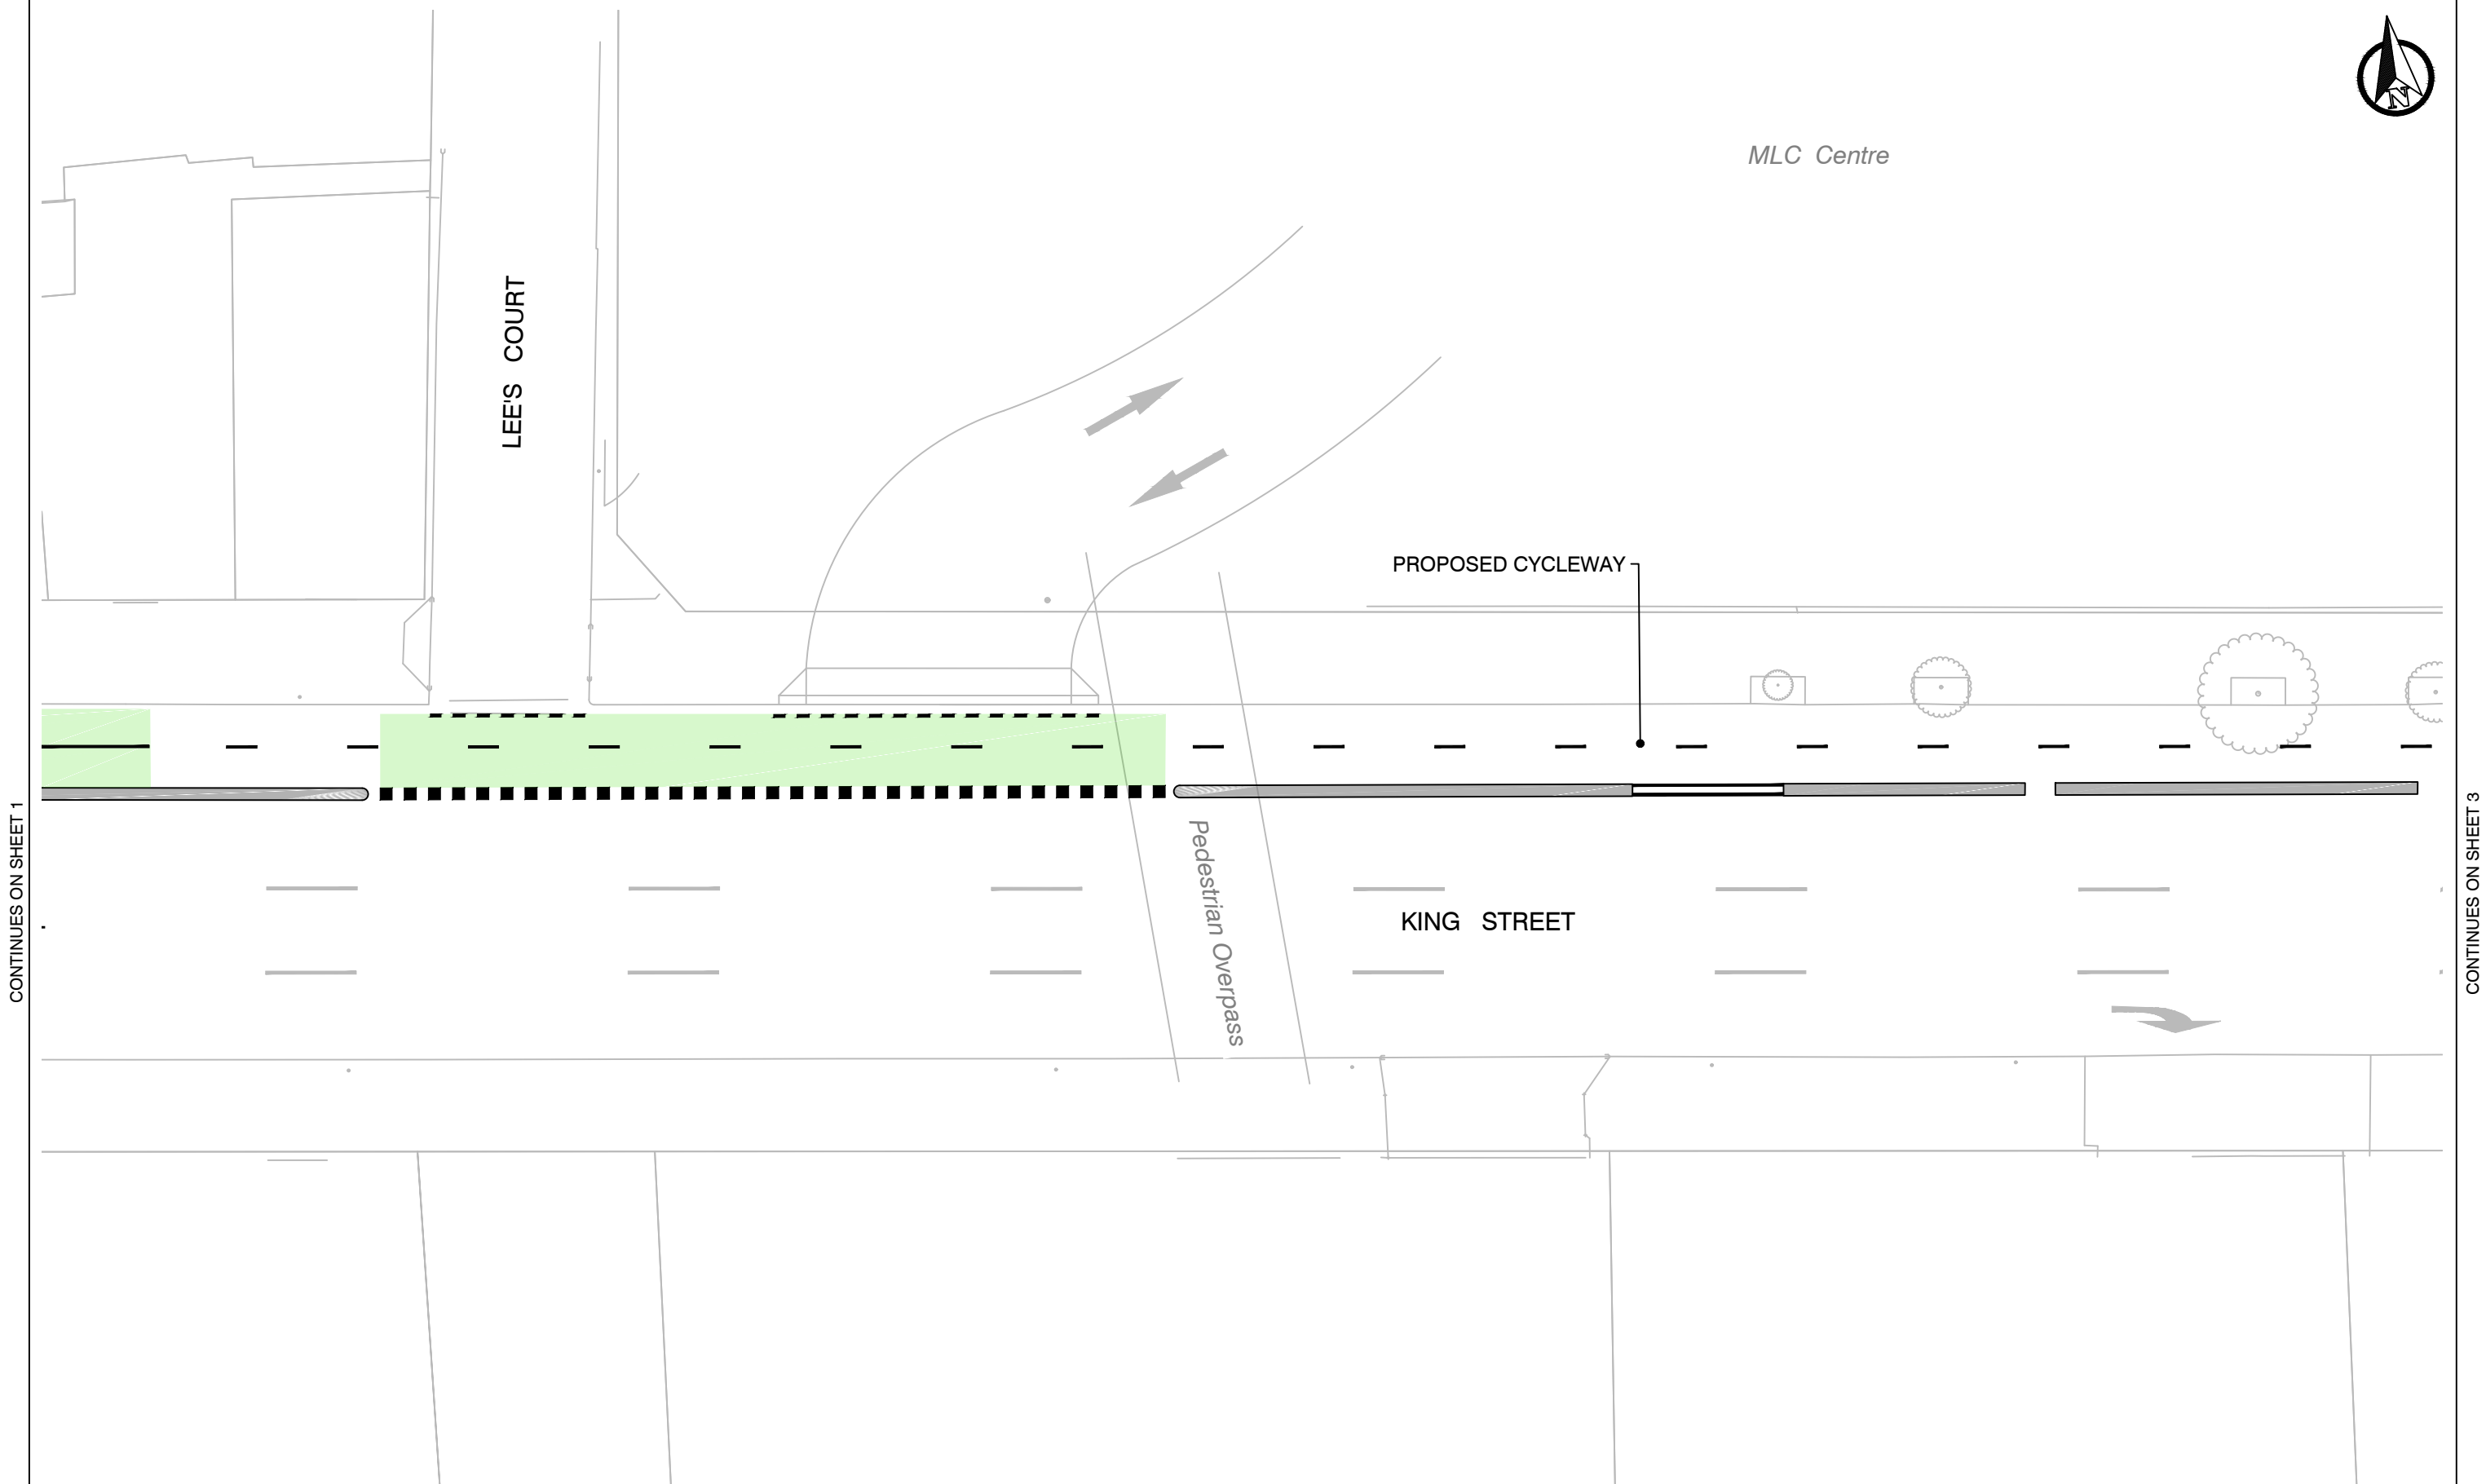 N
MLC Centre
LEE'S COURT
PROPOSED CYCLEWAY
CONTINUES ON SHEET 1
CONTINUES ON SHEET 3
Pedestrian Overpass
KING STREET